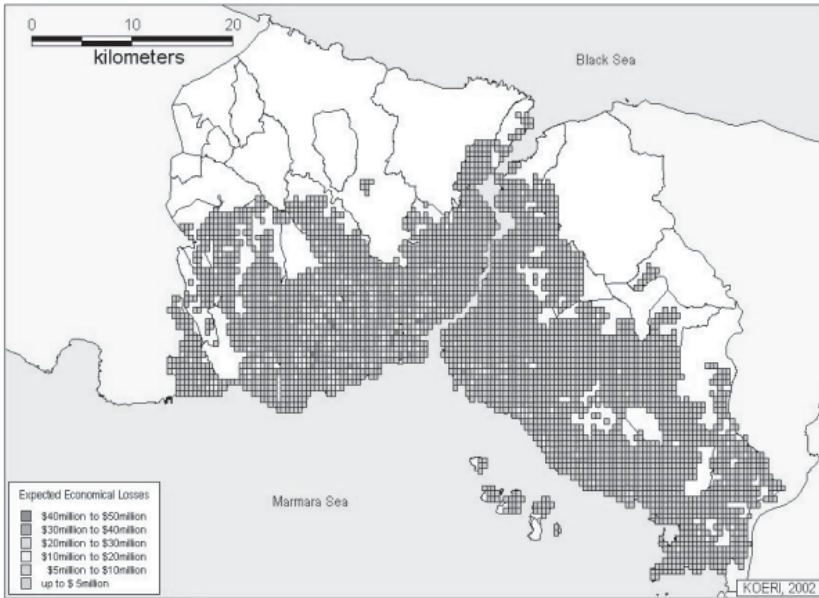 0 10 20
kilometers
Black Sea
Marmara Sea
Expected Economical Losses
$40million to $50million
$30million to $40million
$20million to $30million
$10million to $20million
$5million to $10million
up to $ 5million
KOERI, 2002